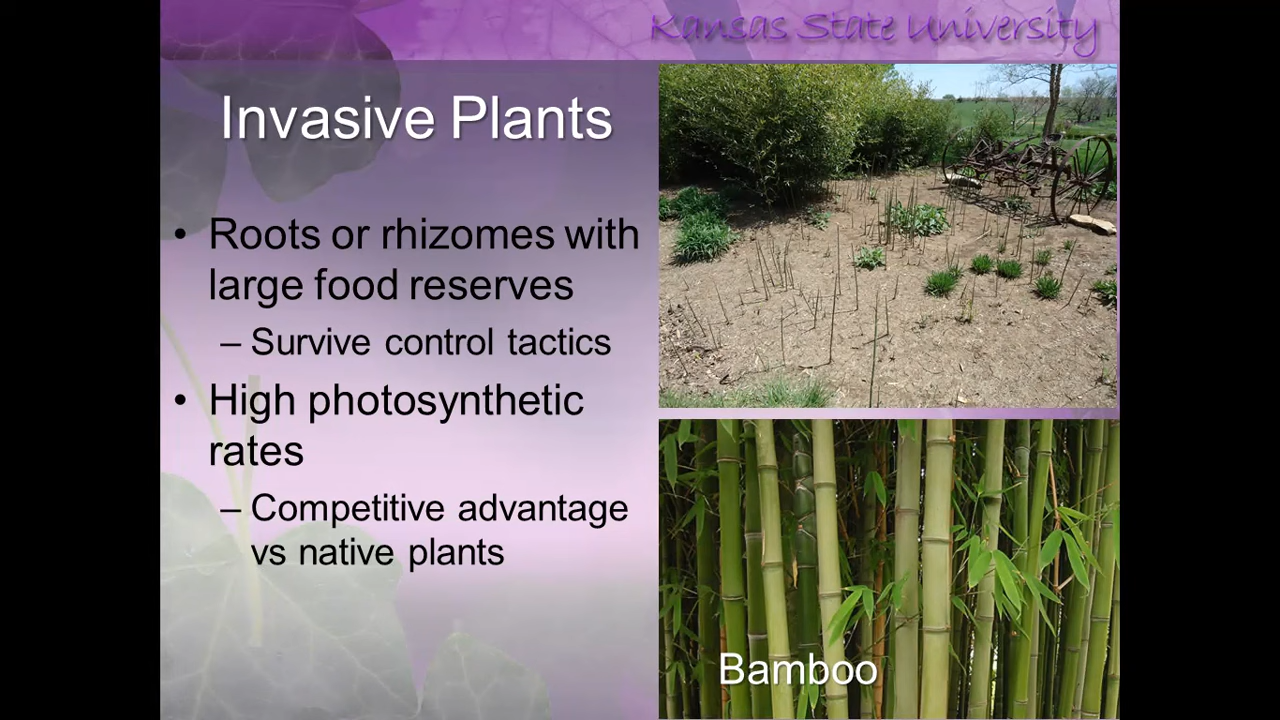 Kansas State University
Invasive Plants
• Roots or rhizomes with
large food reserves
– Survive control tactics
• High photosynthetic
rates
– Competitive advantage
vs native plants
Bamboo